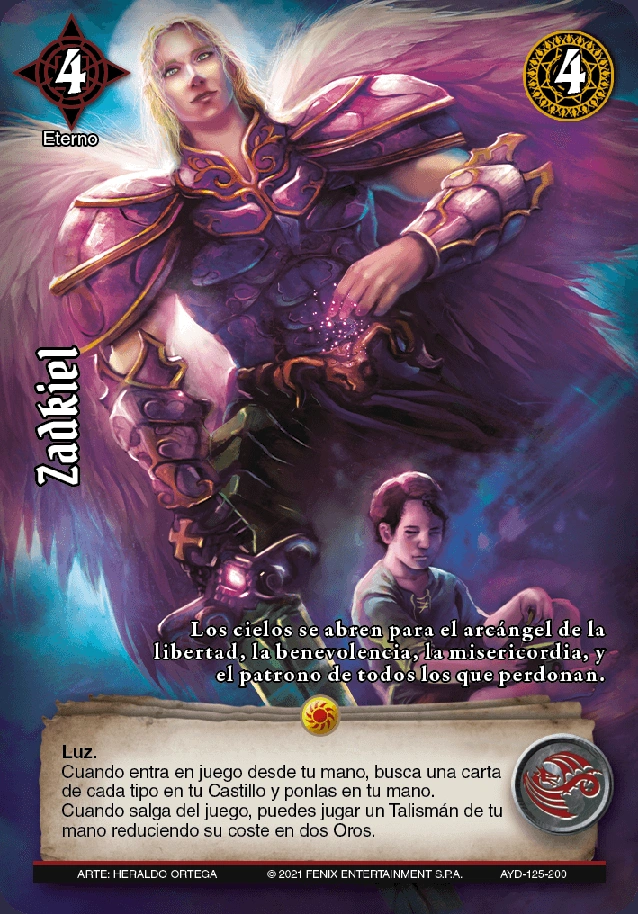 4
4
Eterno
Zadkiel
Los cielos se abren para el arcángel de la
libertad, la benevolencia, la misericordia, y
el patrono de todos los que perdonan.
Luz.
Cuando entra en juego desde tu mano, busca una carta
de cada tipo en tu Castillo y ponlas en tu mano.
Cuando salga del juego, puedes jugar un Talismán de tu
mano reduciendo su coste en dos Oros.
ARTE: HERALDO ORTEGA © 2021 FENIX ENTERTAINMENT S.P.A. AYD-125-200